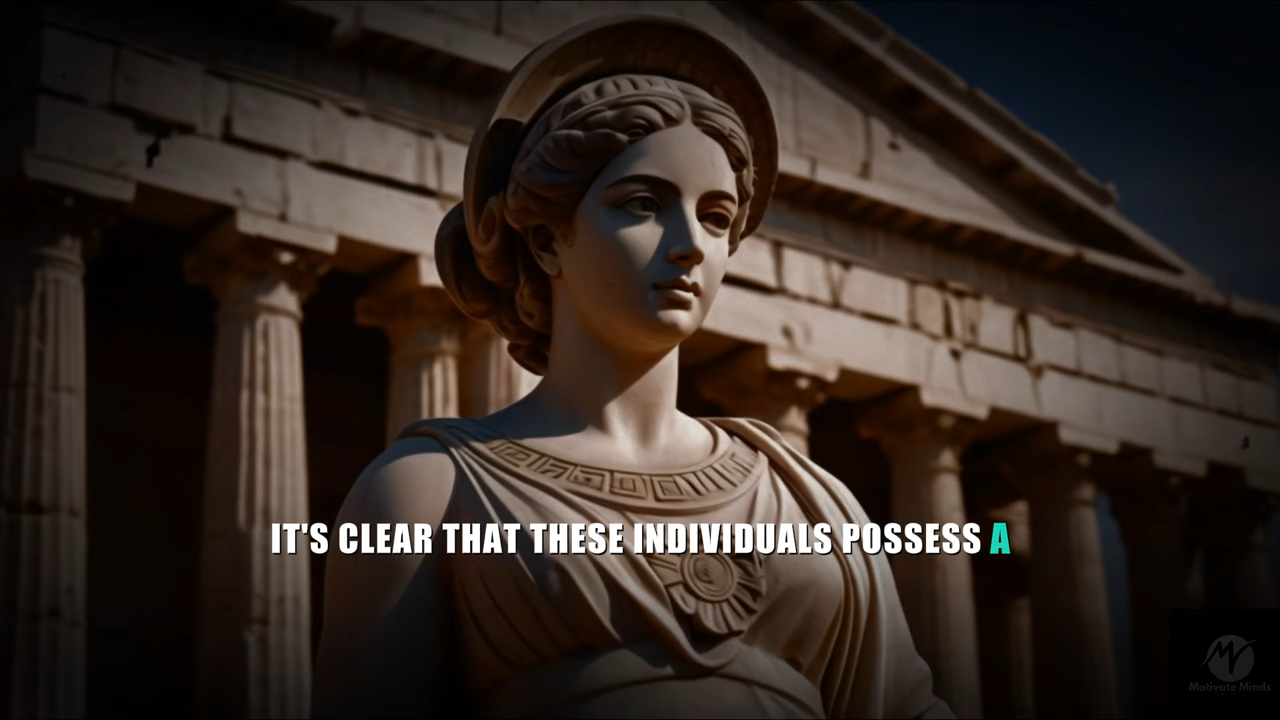 IT'S CLEAR THAT THESE INDIVIDUALS POSSESS A
Motivate Minds